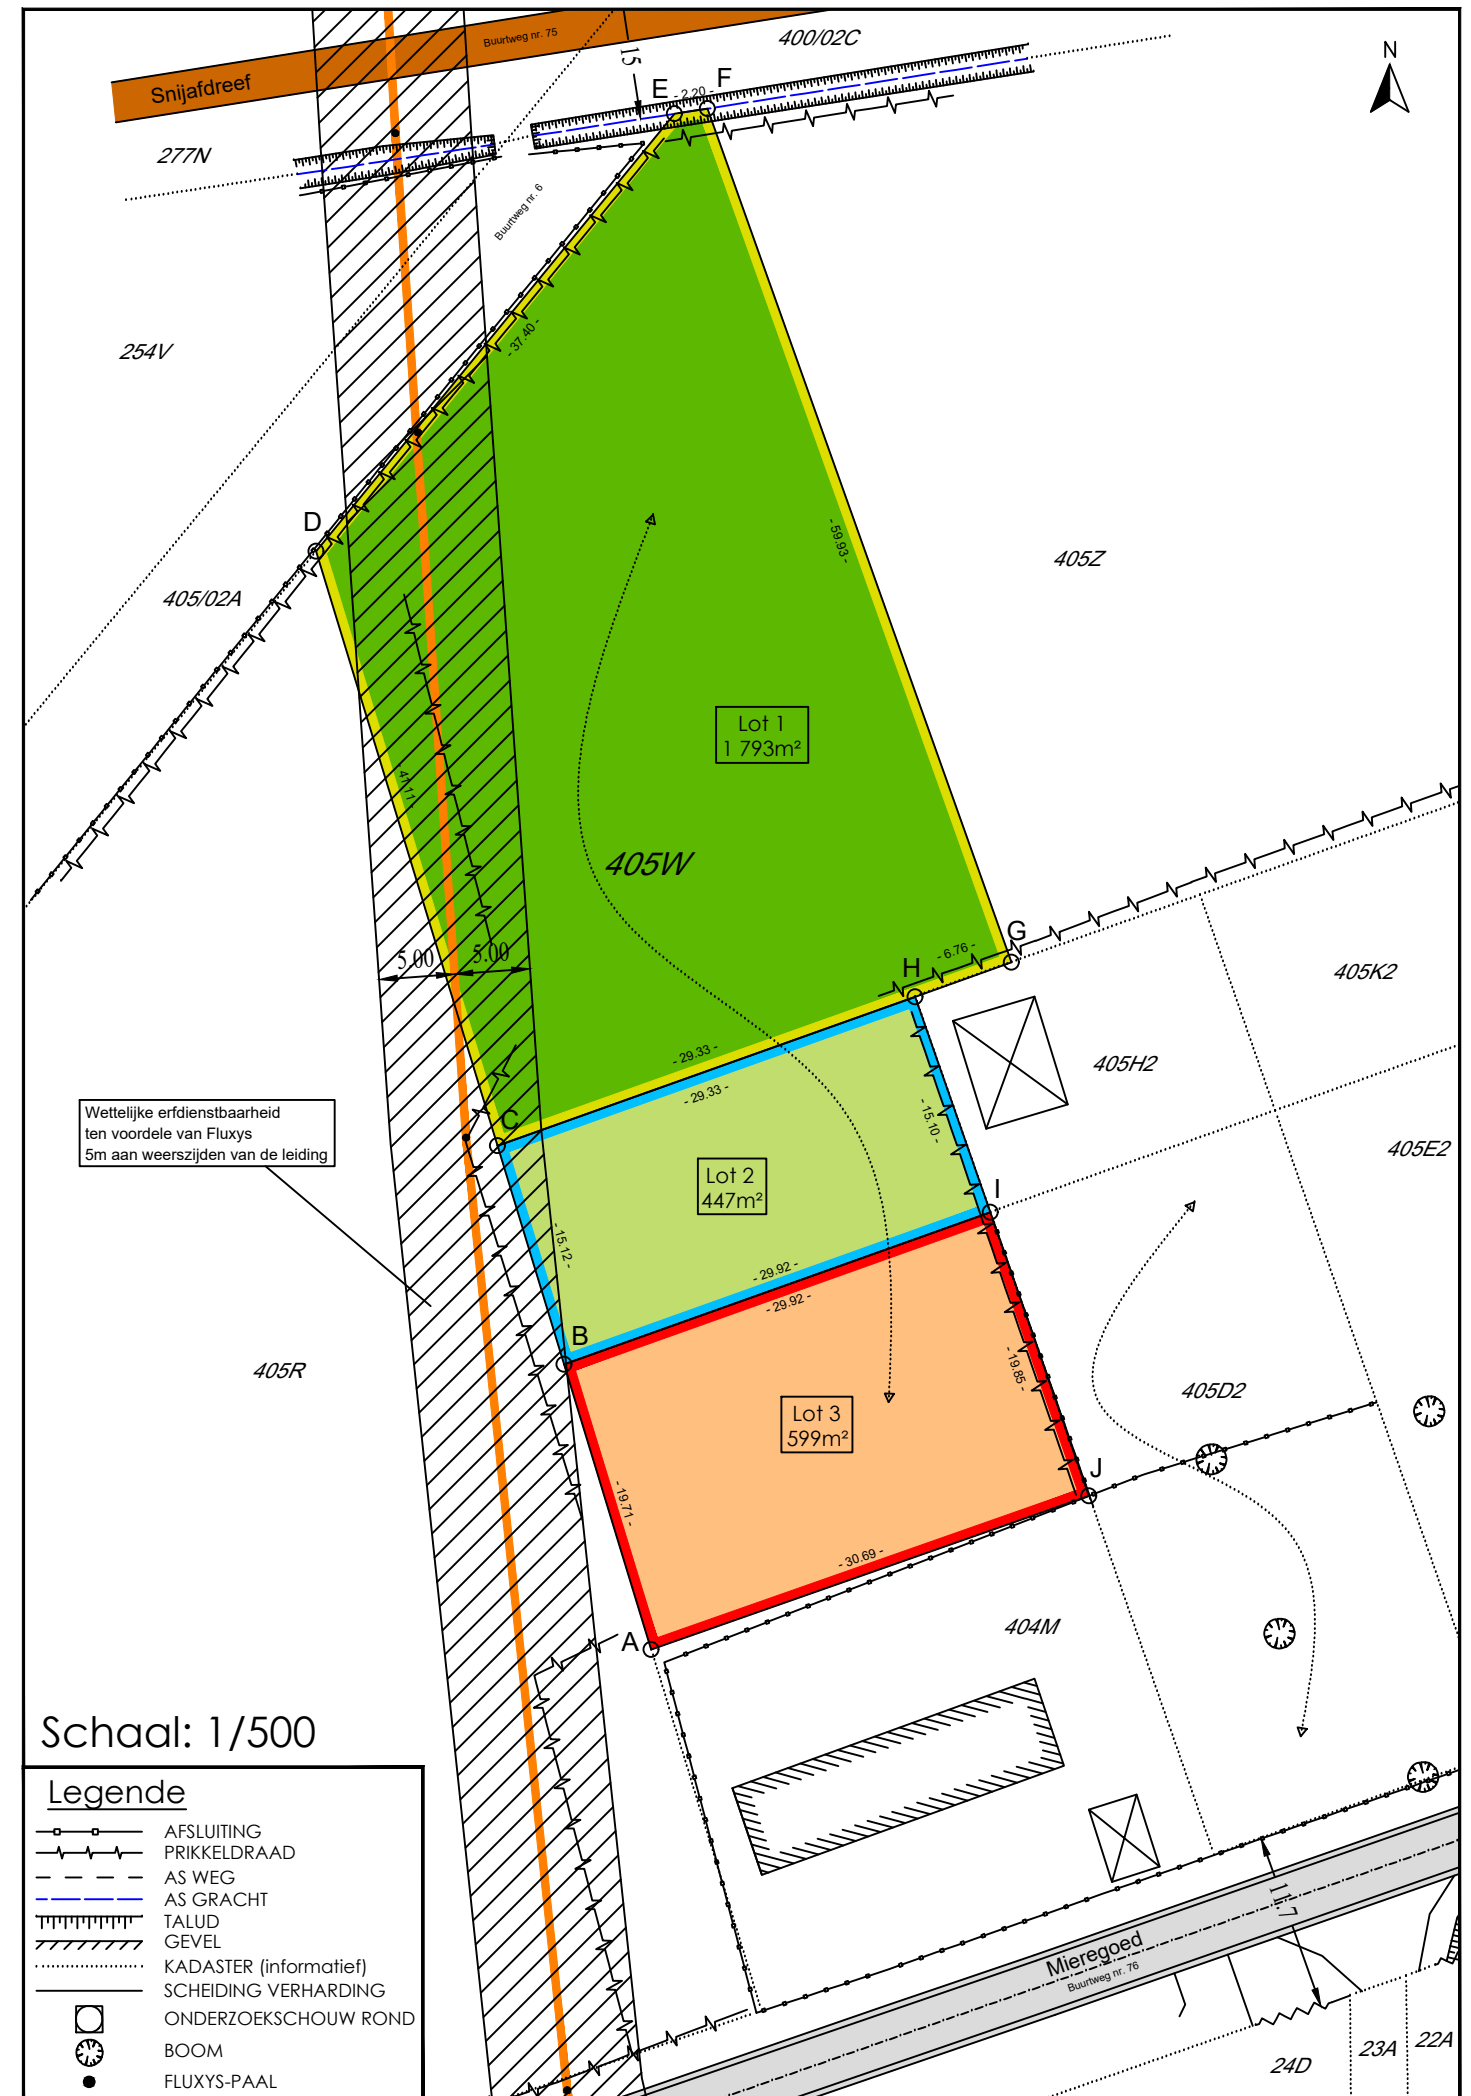 Buurtweg nr. 75
400/02C
N
Snijafdreef
15
E
- 2.20 -
F
277N
Buurtweg nr. 6
254V
- 37.40 -
D
- 59.93 -
405Z
405/02A
Lot 1
1 793m²
- 41.11 -
405W
G
5.00
5.00
- 6.76 -
H
405K2
- 29.33 -
405H2
- 29.33 -
- 15.10 -
Wettelijke erfdienstbaarheid
ten voordele van Fluxys
5m aan weerszijden van de leiding
C
405E2
Lot 2
447m²
I
- 15.12 -
- 29.92 -
- 29.92 -
B
405R
- 19.85 -
405D2
Lot 3
599m²
J
- 19.71 -
- 30.69 -
A
404M
Schaal: 1/500
Legende
AFSLUITING
PRIKKELDRAAD
AS WEG
AS GRACHT
TALUD
GEVEL
KADASTER (informatief)
SCHEIDING VERHARDING
ONDERZOEKSCHOUW ROND
BOOM
FLUXYS-PAAL
11.7
Mieregoed
Buurtweg nr. 76
24D
23A
22A